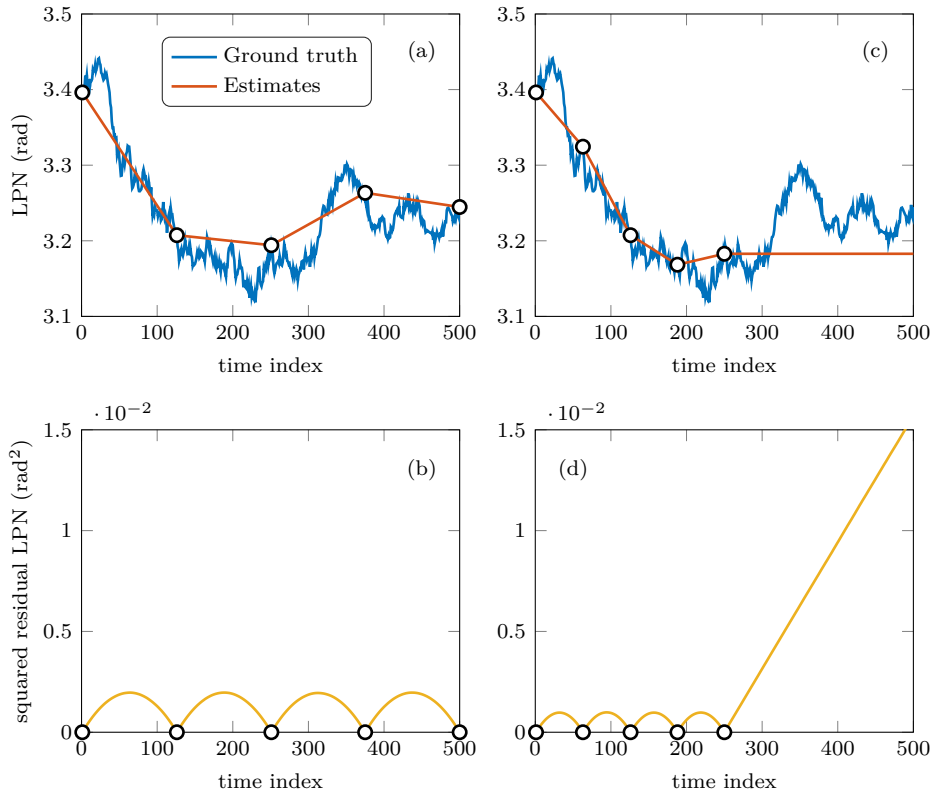 3.5
3.4
3.3
3.2
3.1
LPN (rad)
(a)
Ground truth
Estimates
0 100 200 300 400 500
time index
3.5
3.4
3.3
3.2
3.1
(c)
0 100 200 300 400 500
time index
·10⁻²
1.5
1
0.5
0
squared residual LPN (rad²)
(b)
0 100 200 300 400 500
time index
·10⁻²
1.5
1
0.5
0
(d)
0 100 200 300 400 500
time index